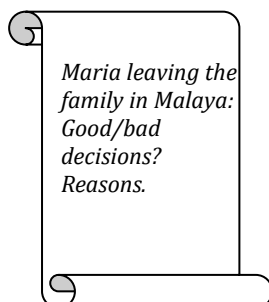 Maria leaving the
family in Malaya:
Good/bad
decisions?
Reasons.